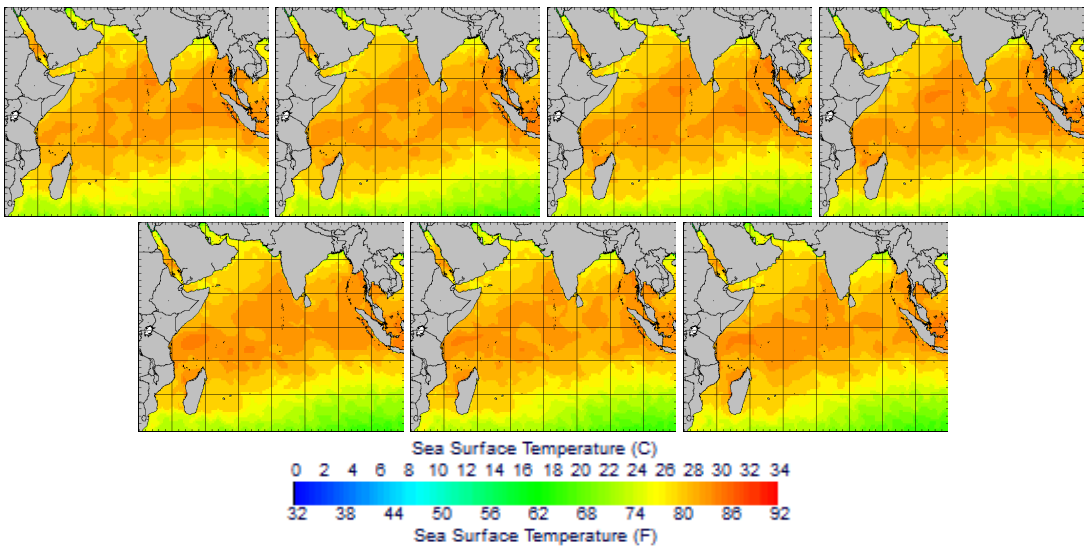 Sea Surface Temperature (C)
0 2 4 6 8 10 12 14 16 18 20 22 24 26 28 30 32 34
32 38 44 50 56 62 68 74 80 86 92
Sea Surface Temperature (F)